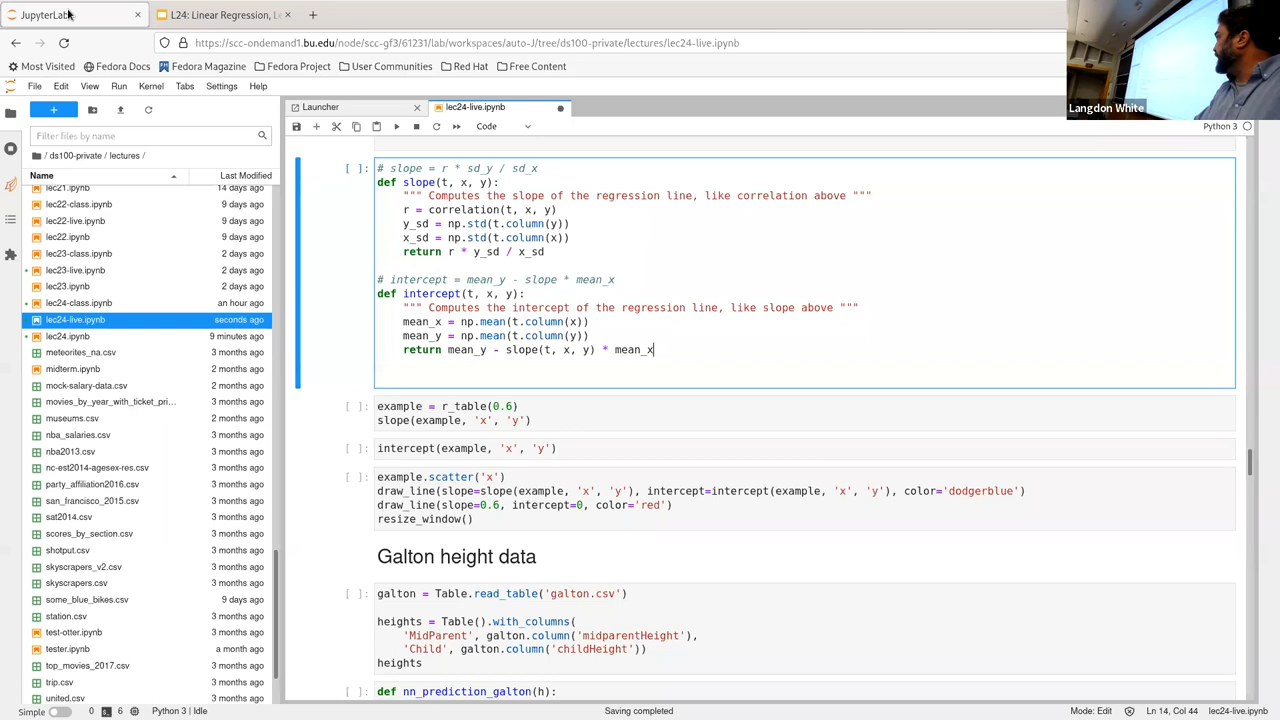 JupyterLab
L24: Linear Regression, Le
https://scc-ondemand1.bu.edu/node/scc-gf3/61231/lab/workspaces/auto-J/tree/ds100-private/lectures/lec24-live.ipynb
Most Visited
Fedora Docs
Fedora Magazine
Fedora Project
User Communities
Red Hat
Free Content
Langdon White
File Edit View Run Kernel Tabs Settings Help
Launcher
lec24-live.ipynb
Code
Python 3
Filter files by name
/ ds100-private / lectures /
Name Last Modified
lec21.ipynb 14 days ago
lec22-class.ipynb 9 days ago
lec22-live.ipynb 9 days ago
lec22.ipynb 9 days ago
lec23-class.ipynb 2 days ago
lec23-live.ipynb 2 days ago
lec23.ipynb 2 days ago
lec24-class.ipynb an hour ago
lec24-live.ipynb seconds ago
lec24.ipynb 9 minutes ago
meteorites_na.csv 3 months ago
midterm.ipynb 2 months ago
mock-salary-data.csv 2 months ago
movies_by_year_with_ticket_pri... 3 months ago
museums.csv 2 months ago
nba_salaries.csv 3 months ago
nba2013.csv 3 months ago
nc-est2014-agesex-res.csv 3 months ago
party_affiliation2016.csv 3 months ago
san_francisco_2015.csv 3 months ago
sat2014.csv 3 months ago
scores_by_section.csv 3 months ago
shotput.csv 3 months ago
skyscrapers_v2.csv 3 months ago
skyscrapers.csv 3 months ago
some_blue_bikes.csv 9 days ago
station.csv 3 months ago
test-otter.ipynb 3 months ago
tester.ipynb a month ago
top_movies_2017.csv 3 months ago
trip.csv 3 months ago
united.csv 3 months ago
[ ]: # slope = r * sd_y / sd_x
def slope(t, x, y):
""" Computes the slope of the regression line, like correlation above """
r = correlation(t, x, y)
y_sd = np.std(t.column(y))
x_sd = np.std(t.column(x))
return r * y_sd / x_sd
# intercept = mean_y - slope * mean_x
def intercept(t, x, y):
""" Computes the intercept of the regression line, like slope above """
mean_x = np.mean(t.column(x))
mean_y = np.mean(t.column(y))
return mean_y - slope(t, x, y) * mean_x
[ ]: example = r_table(0.6)
slope(example, 'x', 'y')
[ ]: intercept(example, 'x', 'y')
[ ]: example.scatter('x')
draw_line(slope=slope(example, 'x', 'y'), intercept=intercept(example, 'x', 'y'), color='dodgerblue')
draw_line(slope=0.6, intercept=0, color='red')
resize_window()
Galton height data
[ ]: galton = Table.read_table('galton.csv')
heights = Table().with_columns(
'MidParent', galton.column('midparentHeight'),
'Child', galton.column('childHeight'))
heights
[ ]: def nn_prediction_galton(h):
Simple 0 6 Python 3 | Idle
Saving completed
Mode: Edit Ln 14, Col 44 lec24-live.ipynb